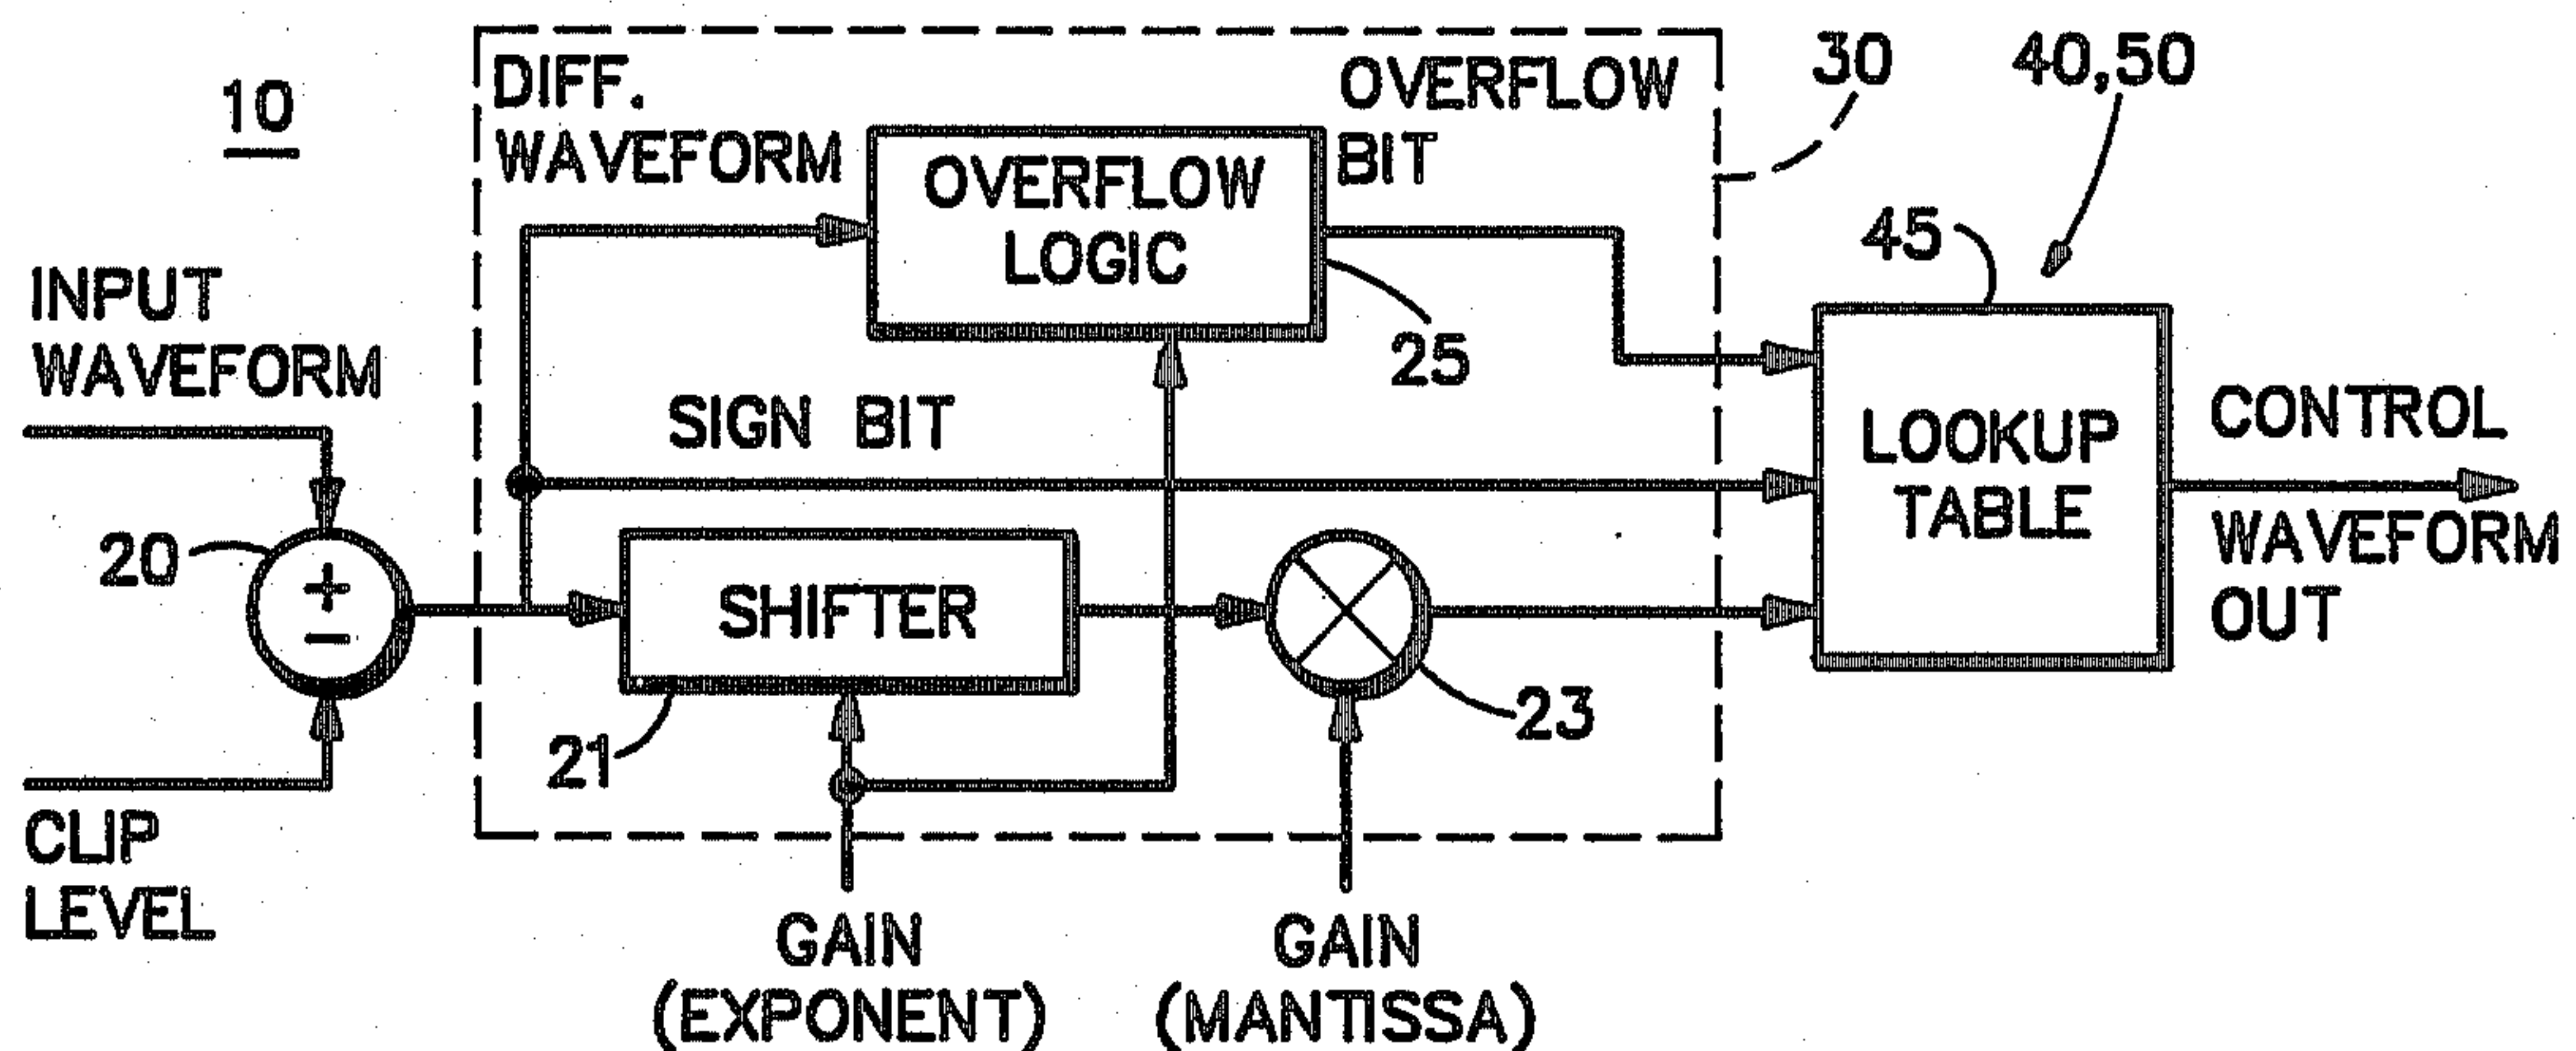 10
DIFF.
WAVEFORM
OVERFLOW
BIT
30
40,50
OVERFLOW
LOGIC
45
INPUT
WAVEFORM
25
SIGN BIT
LOOKUP
TABLE
CONTROL
WAVEFORM
OUT
20
+
−
SHIFTER
21
23
CLIP
LEVEL
GAIN
(EXPONENT)
GAIN
(MANTISSA)